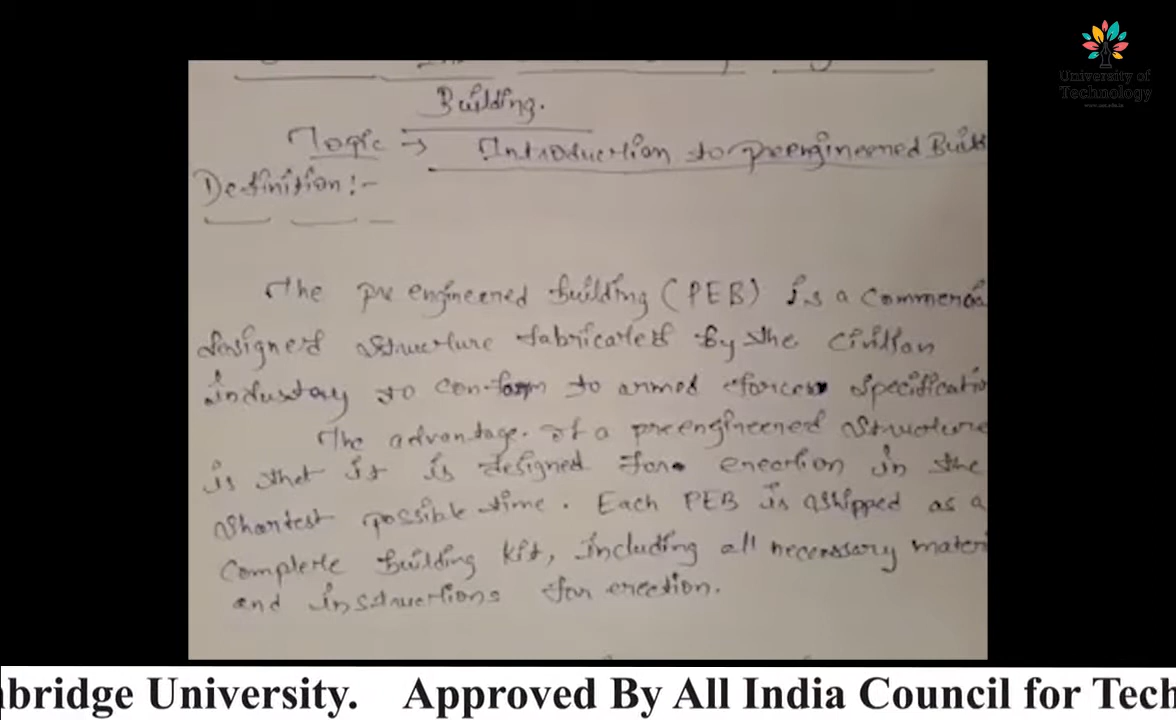 University of
Technology
Building.
Topic → Introduction to preengineered Buil
Definition :-
The pre engineered building (PEB) is a commerci
designed structure fabricated by the civilian
industry to conform to armed forces specificatio
The advantage of a preengineered structure
is that it is designed for erection in the
shortest possible time. Each PEB is shipped as a
complete building kit, including all necessary materi
and instructions for erection.
bridge University. Approved By All India Council for Tech